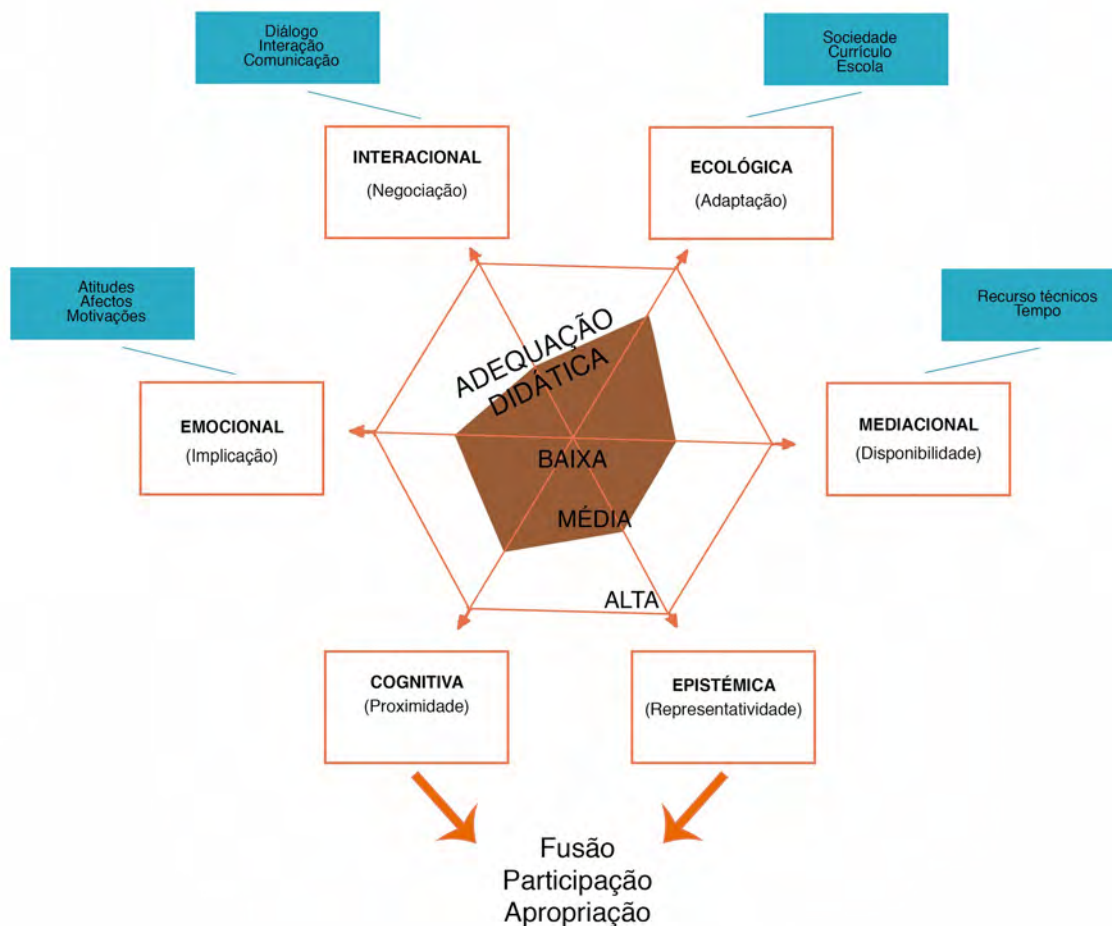 Diálogo
Interação
Comunicação
Sociedade
Currículo
Escola
INTERACIONAL
(Negociação)
ECOLÓGICA
(Adaptação)
Atitudes
Afectos
Motivações
Recurso técnicos
Tempo
ADEQUAÇÃO
DIDÁTICA
EMOCIONAL
(Implicação)
MEDIACIONAL
(Disponibilidade)
BAIXA
MÉDIA
ALTA
COGNITIVA
(Proximidade)
EPISTÉMICA
(Representatividade)
Fusão
Participação
Apropriação